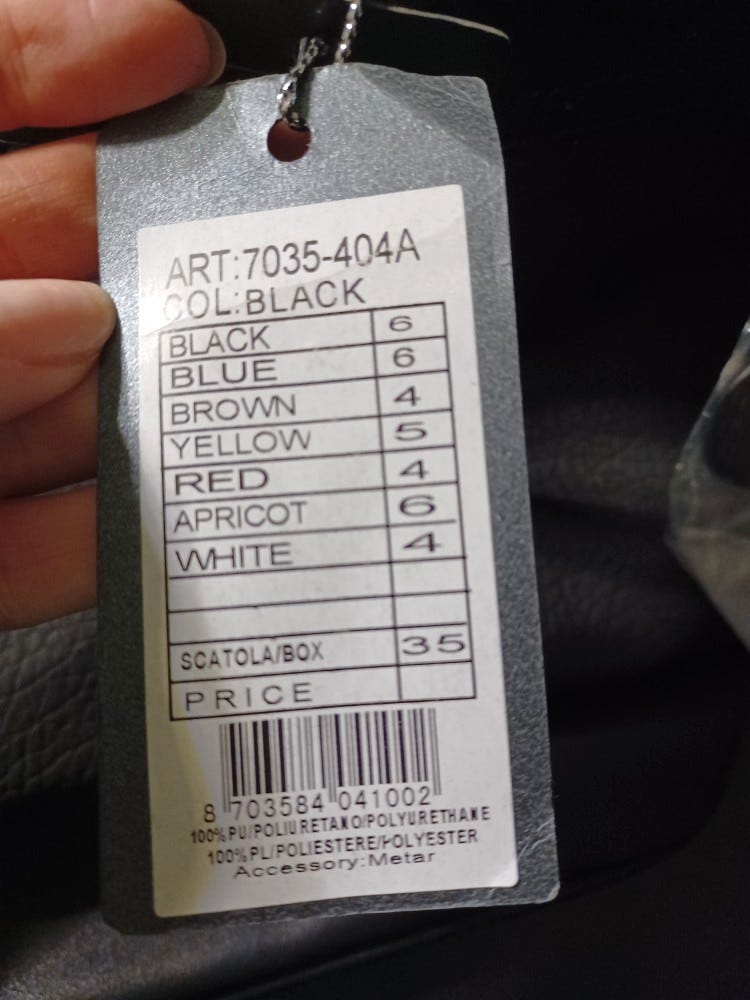 ART:7035-404A
COL:BLACK
BLACK 6
BLUE 6
BROWN 4
YELLOW 5
RED 4
APRICOT 6
WHITE 4
SCATOLA/BOX 35
PRICE
8 703584 041002
100%PU/POLIURETANO/POLYURETHANE
100%PL/POLIESTERE/POLYESTER
Accessory:Metar